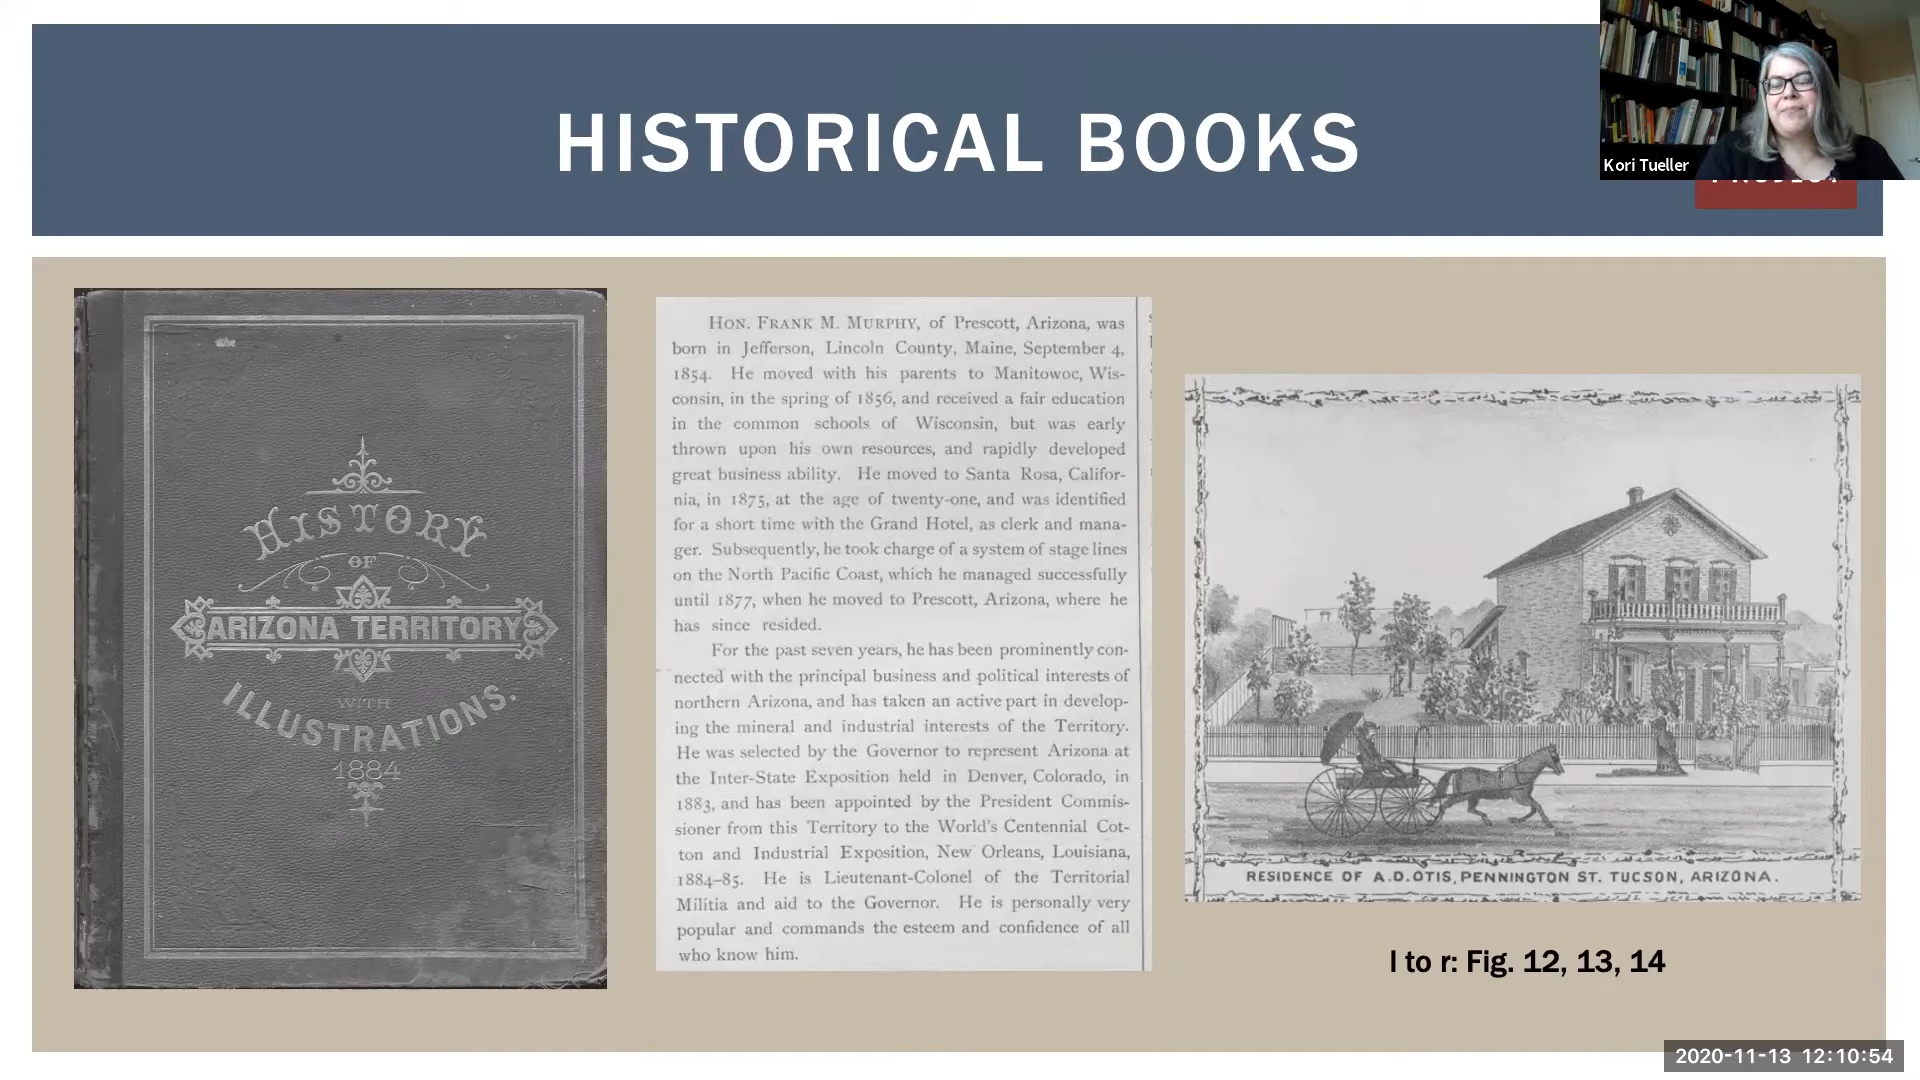 HISTORICAL BOOKS
Kori Tueller
HISTORY
OF
ARIZONA TERRITORY
WITH
ILLUSTRATIONS.
1884
HON. FRANK M. MURPHY, of Prescott, Arizona, was
born in Jefferson, Lincoln County, Maine, September 4,
1854. He moved with his parents to Manitowoc, Wis-
consin, in the spring of 1856, and received a fair education
in the common schools of Wisconsin, but was early
thrown upon his own resources, and rapidly developed
great business ability. He moved to Santa Rosa, Califor-
nia, in 1875, at the age of twenty-one, and was identified
for a short time with the Grand Hotel, as clerk and mana-
ger. Subsequently, he took charge of a system of stage lines
on the North Pacific Coast, which he managed successfully
until 1877, when he moved to Prescott, Arizona, where he
has since resided.
For the past seven years, he has been prominently con-
nected with the principal business and political interests of
northern Arizona, and has taken an active part in develop-
ing the mineral and industrial interests of the Territory.
He was selected by the Governor to represent Arizona at
the Inter-State Exposition held in Denver, Colorado, in
1883, and has been appointed by the President Commis-
sioner from this Territory to the World's Centennial Cot-
ton and Industrial Exposition, New Orleans, Louisiana,
1884–85. He is Lieutenant-Colonel of the Territorial
Militia and aid to the Governor. He is personally very
popular and commands the esteem and confidence of all
who know him.
RESIDENCE OF A.D.OTIS, PENNINGTON ST. TUCSON, ARIZONA.
l to r: Fig. 12, 13, 14
2020-11-13 12:10:54